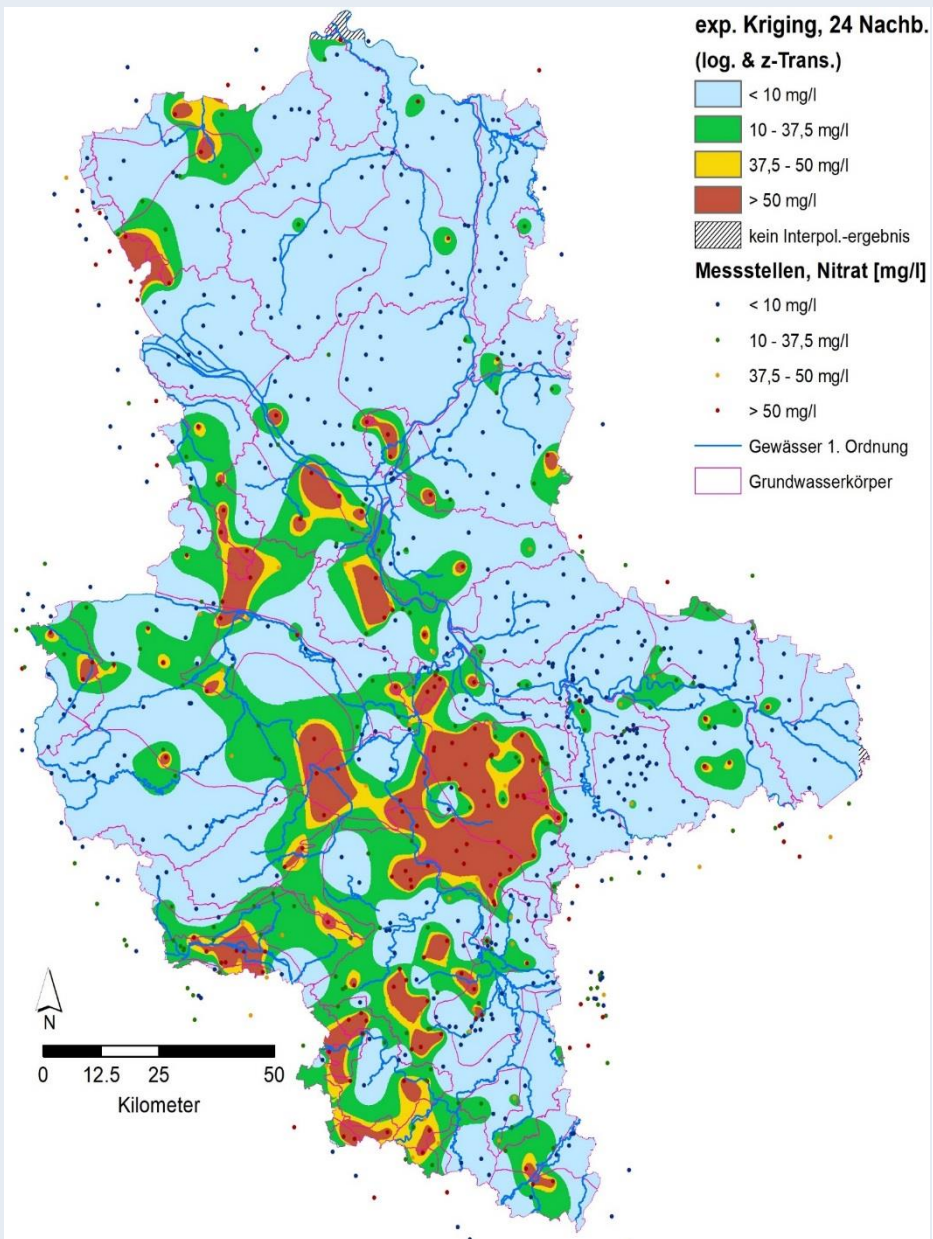 exp. Kriging, 24 Nachb.
(log. & z-Trans.)
< 10 mg/l
10 - 37,5 mg/l
37,5 - 50 mg/l
> 50 mg/l
kein Interpol.-ergebnis
Messstellen, Nitrat [mg/l]
< 10 mg/l
10 - 37,5 mg/l
37,5 - 50 mg/l
> 50 mg/l
Gewässer 1. Ordnung
Grundwasserkörper
N
0 12.5 25 50
Kilometer